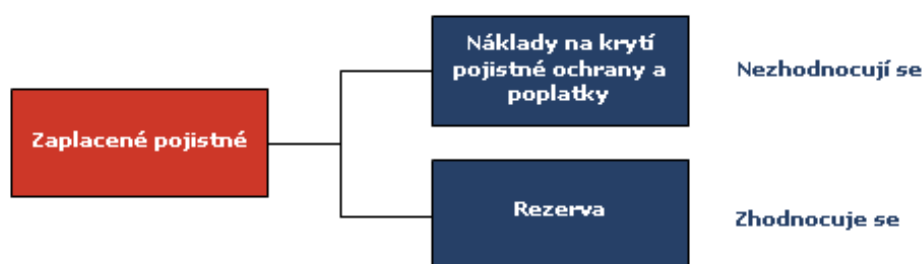 Náklady na krytí
pojistné ochrany a
poplatky
Nezhodnocují se
Zaplacené pojistné
Rezerva
Zhodnocuje se